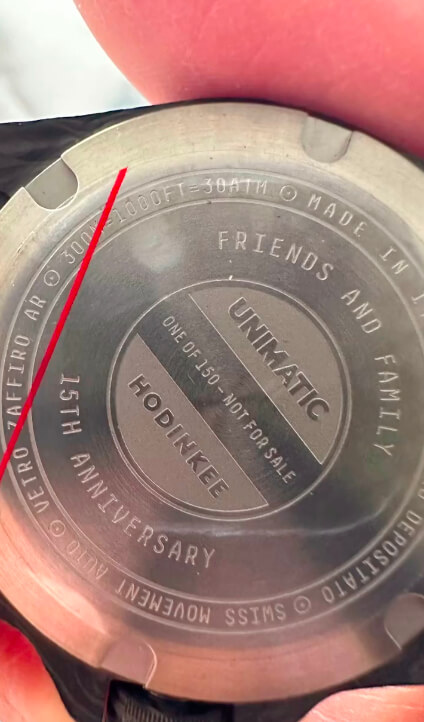 300M=1000FT=30ATM ⊙ MADE IN
DEPOSITATO ⊙ SWISS MOVEMENT AUTO ⊙ VETRO ZAFFIRO AR ⊙
FRIENDS AND FAMILY
15TH ANNIVERSARY
UNIMATIC
ONE OF 150 - NOT FOR SALE
HODINKEE